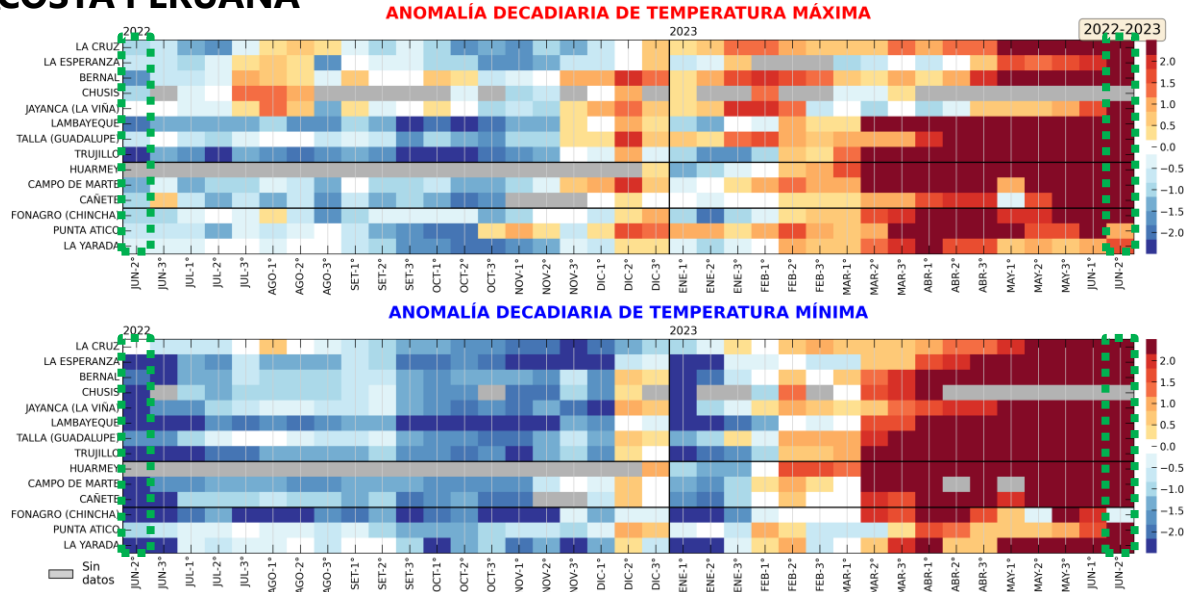 COSTA PERUANA
ANOMALÍA DECADIARIA DE TEMPERATURA MÁXIMA
2022
2023
2022-2023
LA CRUZ
LA ESPERANZA
BERNAL
CHUSIS
JAYANCA (LA VIÑA)
LAMBAYEQUE
TALLA (GUADALUPE)
TRUJILLO
HUARMEY
CAMPO DE MARTE
CAÑETE
FONAGRO (CHINCHA)
PUNTA ATICO
LA YARADA
2.0
1.5
1.0
0.5
0.0
−0.5
−1.0
−1.5
−2.0
JUN-2° JUN-3° JUL-1° JUL-2° JUL-3° AGO-1° AGO-2° AGO-3° SET-1° SET-2° SET-3° OCT-1° OCT-2° OCT-3° NOV-1° NOV-2° NOV-3° DIC-1° DIC-2° DIC-3° ENE-1° ENE-2° ENE-3° FEB-1° FEB-2° FEB-3° MAR-1° MAR-2° MAR-3° ABR-1° ABR-2° ABR-3° MAY-1° MAY-2° MAY-3° JUN-1° JUN-2°
ANOMALÍA DECADIARIA DE TEMPERATURA MÍNIMA
2022
2023
LA CRUZ
LA ESPERANZA
BERNAL
CHUSIS
JAYANCA (LA VIÑA)
LAMBAYEQUE
TALLA (GUADALUPE)
TRUJILLO
HUARMEY
CAMPO DE MARTE
CAÑETE
FONAGRO (CHINCHA)
PUNTA ATICO
LA YARADA
2.0
1.5
1.0
0.5
0.0
−0.5
−1.0
−1.5
−2.0
JUN-2° JUN-3° JUL-1° JUL-2° JUL-3° AGO-1° AGO-2° AGO-3° SET-1° SET-2° SET-3° OCT-1° OCT-2° OCT-3° NOV-1° NOV-2° NOV-3° DIC-1° DIC-2° DIC-3° ENE-1° ENE-2° ENE-3° FEB-1° FEB-2° FEB-3° MAR-1° MAR-2° MAR-3° ABR-1° ABR-2° ABR-3° MAY-1° MAY-2° MAY-3° JUN-1° JUN-2°
Sin
datos